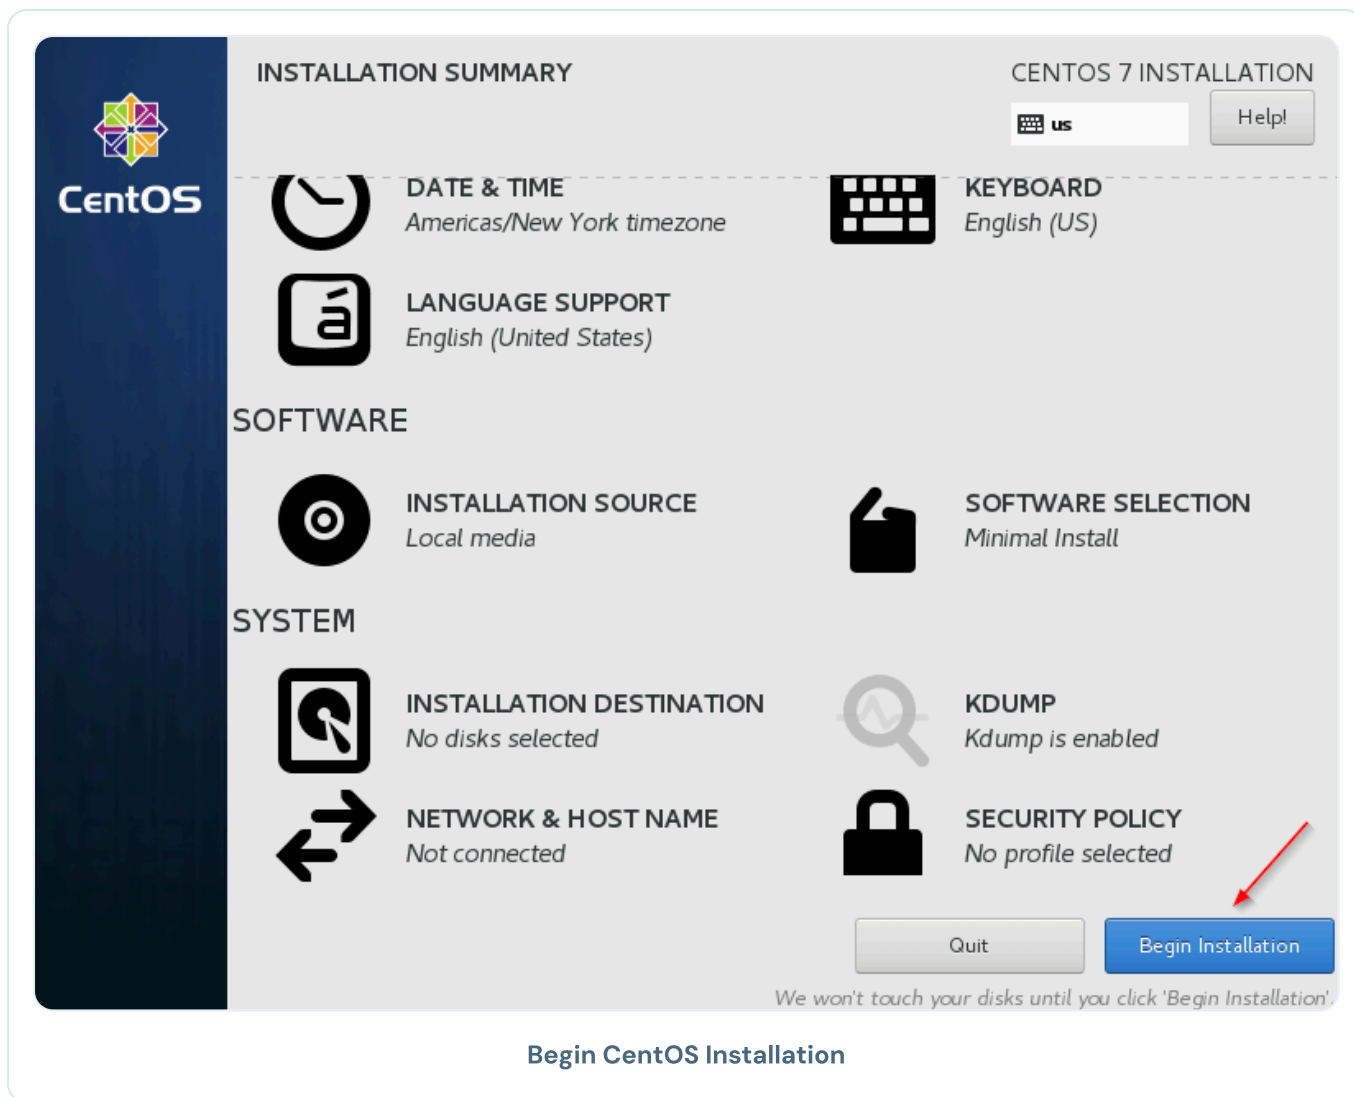 INSTALLATION SUMMARY
CENTOS 7 INSTALLATION
us
Help!
CentOS
DATE & TIME
Americas/New York timezone
KEYBOARD
English (US)
á
LANGUAGE SUPPORT
English (United States)
SOFTWARE
INSTALLATION SOURCE
Local media
SOFTWARE SELECTION
Minimal Install
SYSTEM
INSTALLATION DESTINATION
No disks selected
KDUMP
Kdump is enabled
NETWORK & HOST NAME
Not connected
SECURITY POLICY
No profile selected
Quit
Begin Installation
We won't touch your disks until you click 'Begin Installation'.
Begin CentOS Installation